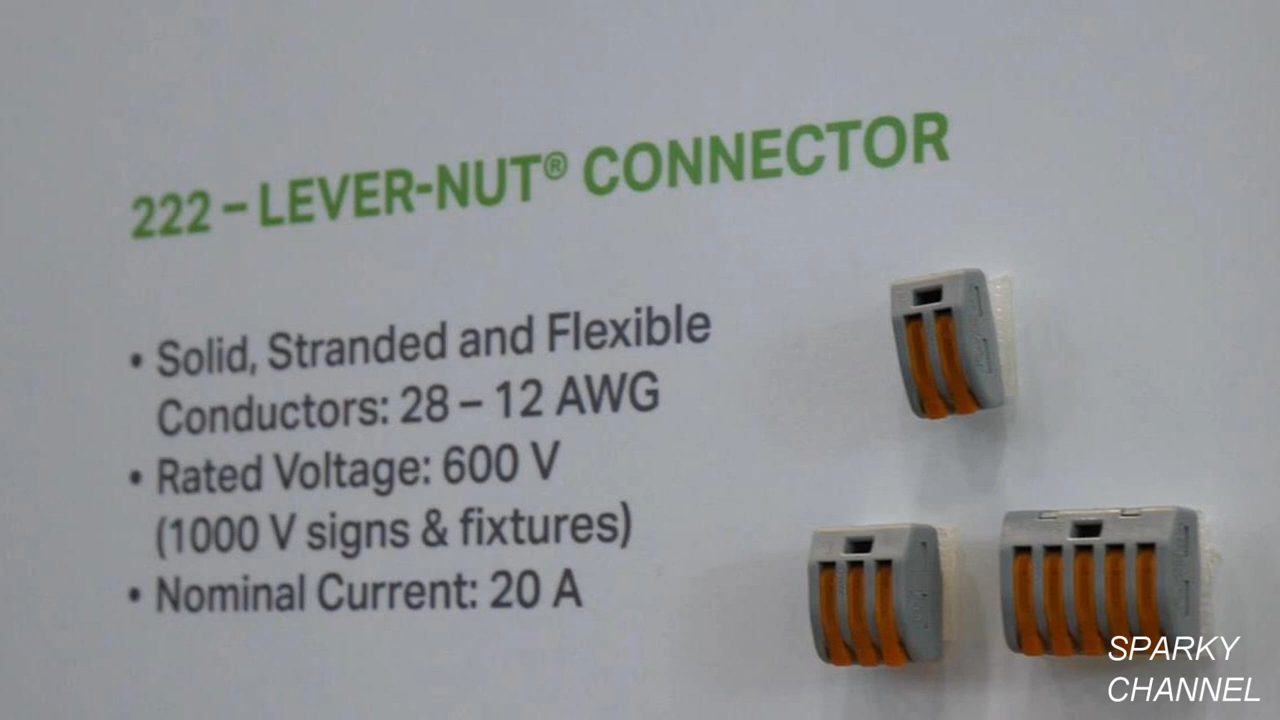 222 – LEVER-NUT® CONNECTOR
• Solid, Stranded and Flexible
Conductors: 28 – 12 AWG
• Rated Voltage: 600 V
(1000 V signs & fixtures)
• Nominal Current: 20 A
SPARKY
CHANNEL